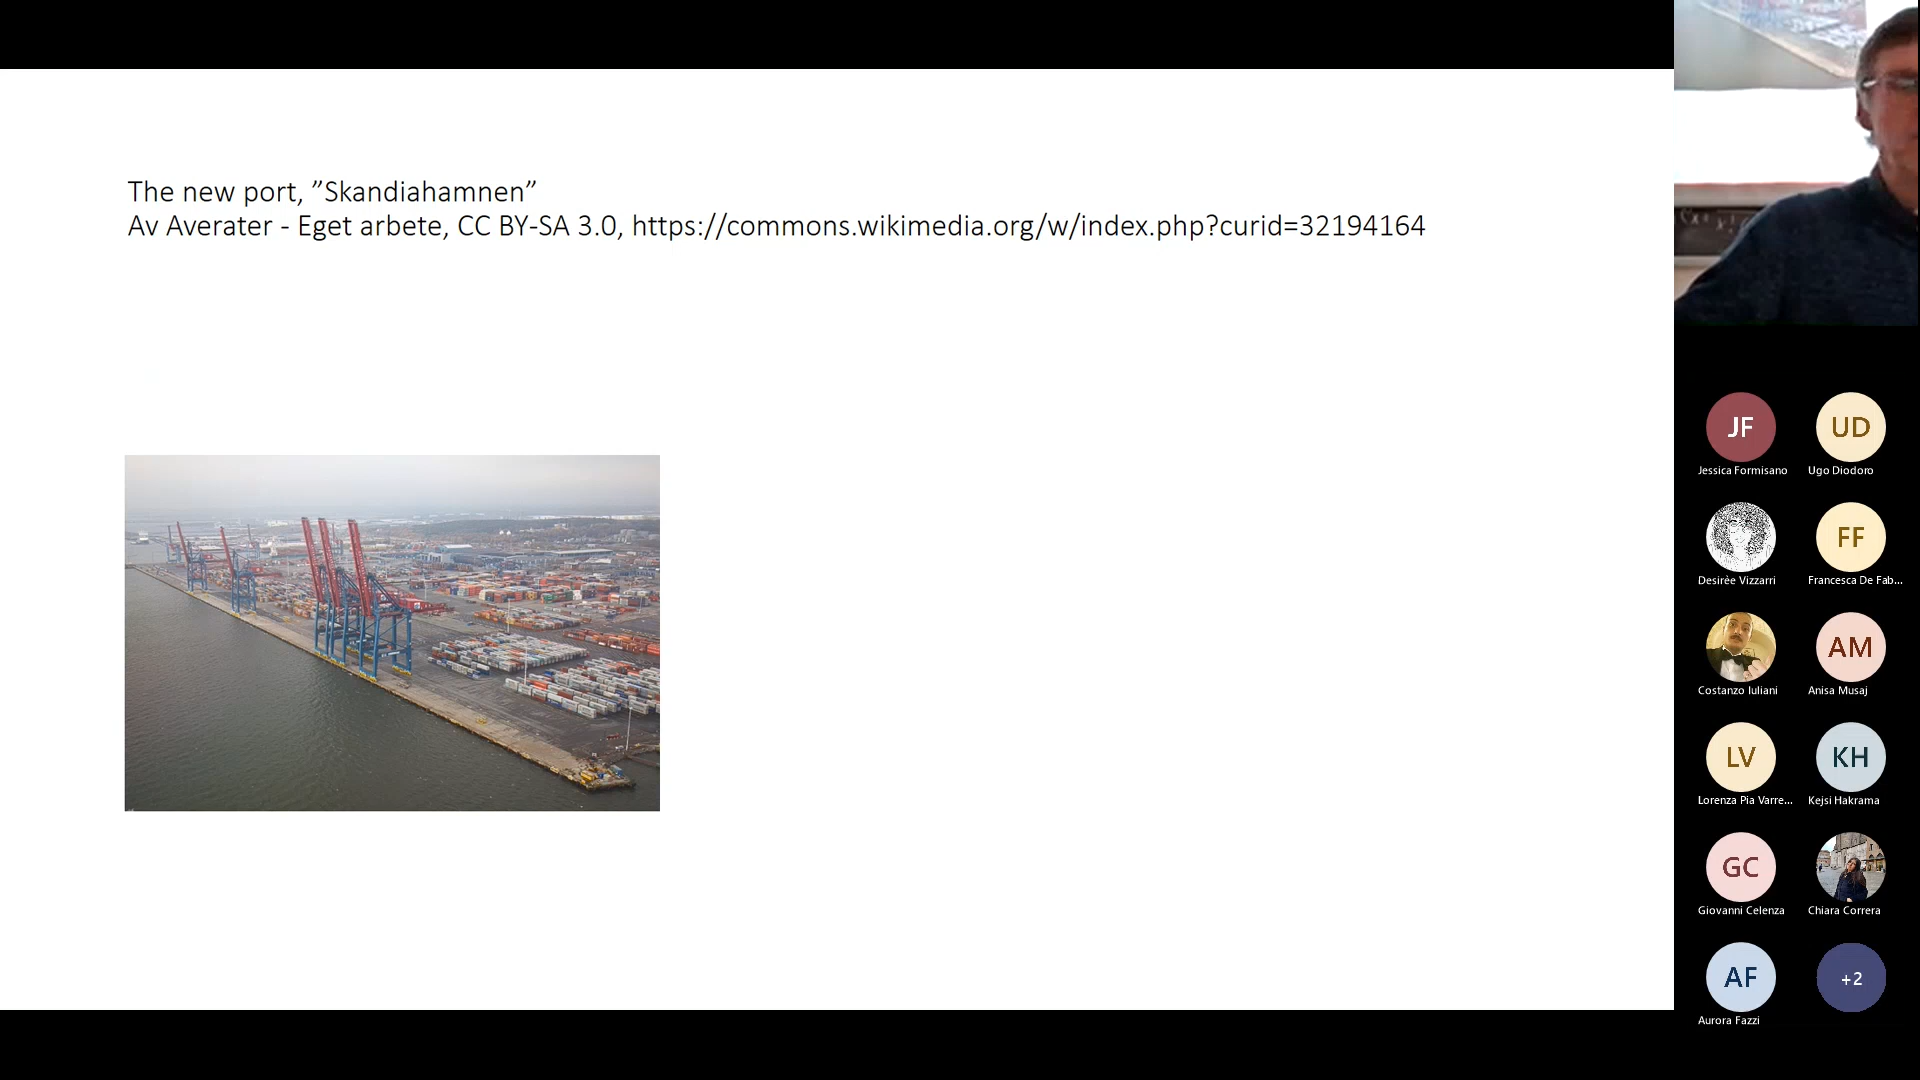 The new port, ”Skandiahamnen”
Av Averater - Eget arbete, CC BY-SA 3.0, https://commons.wikimedia.org/w/index.php?curid=32194164
JF
UD
Jessica Formisano
Ugo Diodoro
FF
Desirèe Vizzarri
Francesca De Fab...
AM
Costanzo Iuliani
Anisa Musaj
LV
KH
Lorenza Pia Varre...
Kejsi Hakrama
GC
Giovanni Celenza
Chiara Correra
AF
+2
Aurora Fazzi